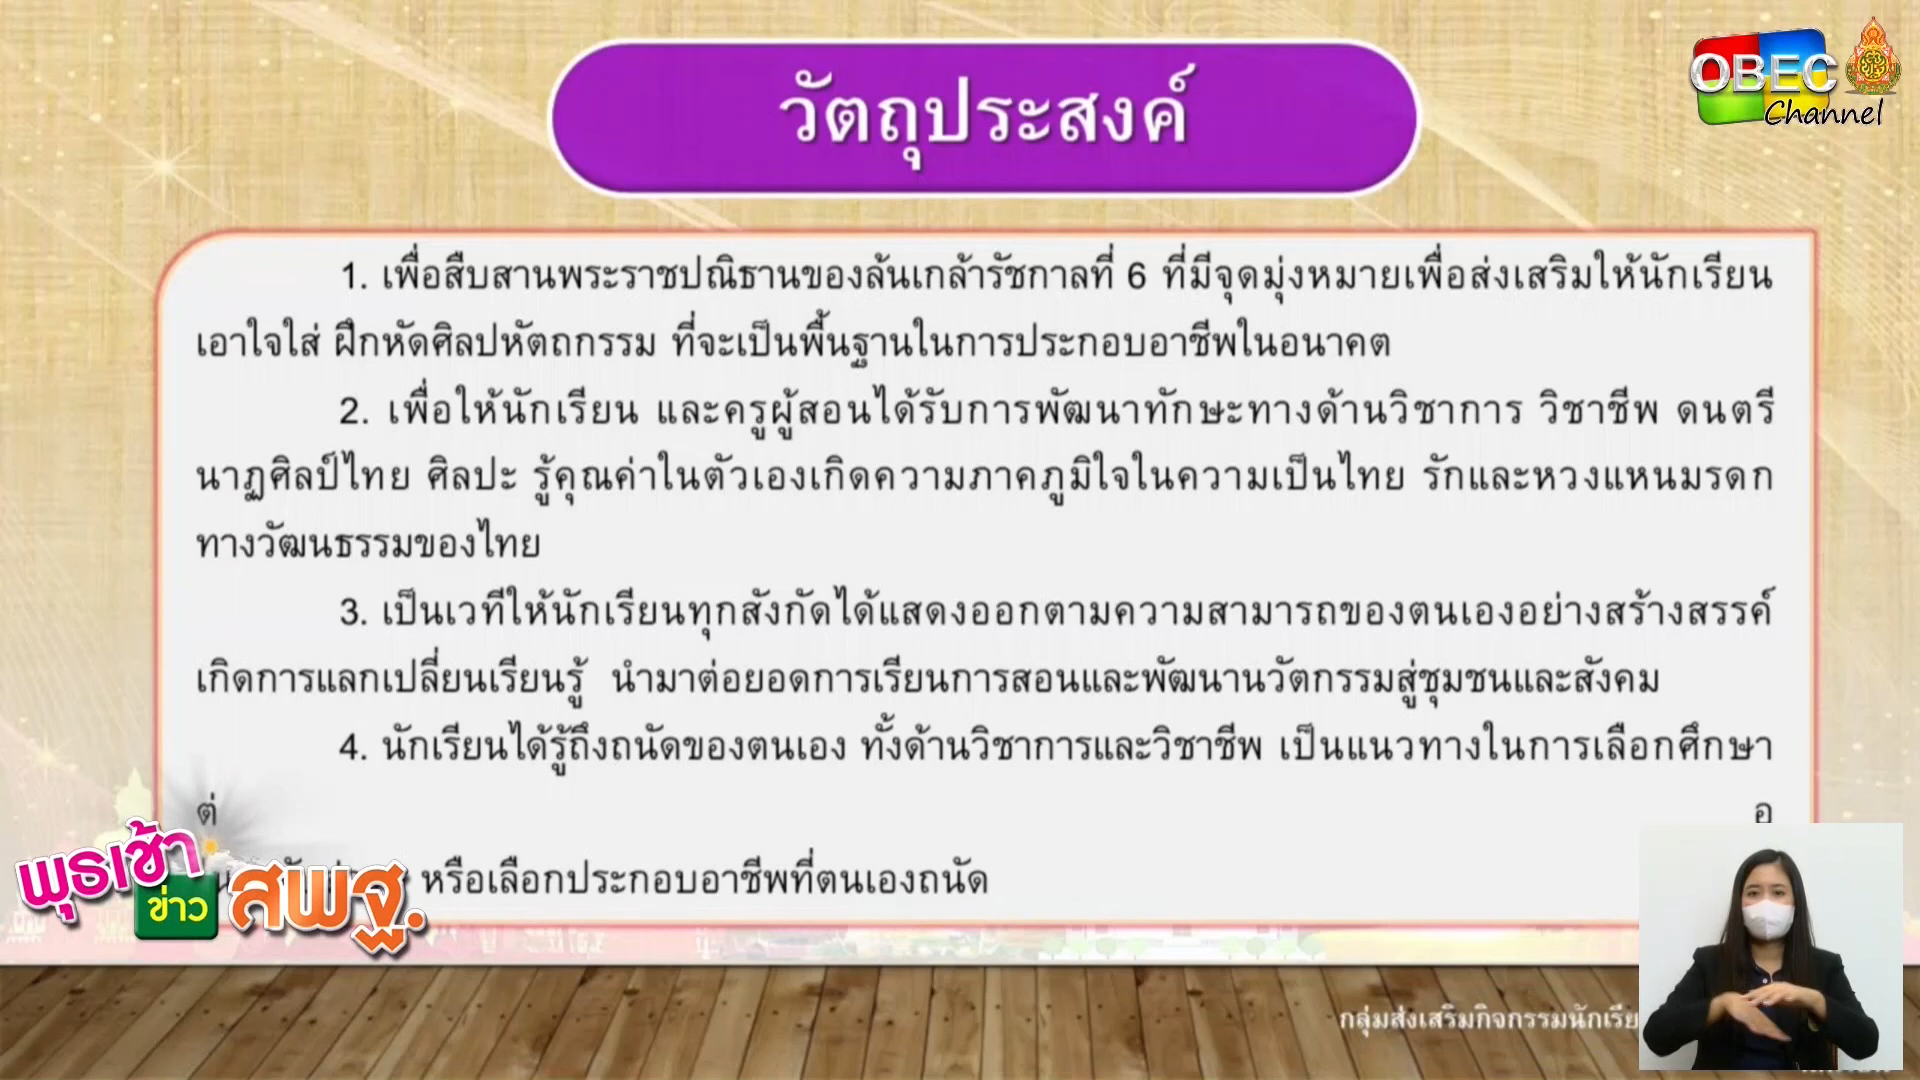 วัตถุประสงค์
OBEC
Channel
1. เพื่อสืบสานพระราชปณิธานของล้นเกล้ารัชกาลที่ 6 ที่มีจุดมุ่งหมายเพื่อส่งเสริมให้นักเรียน
เอาใจใส่ ฝึกหัดศิลปหัตถกรรม ที่จะเป็นพื้นฐานในการประกอบอาชีพในอนาคต
2. เพื่อให้นักเรียน และครูผู้สอนได้รับการพัฒนาทักษะทางด้านวิชาการ วิชาชีพ ดนตรี
นาฏศิลป์ไทย ศิลปะ รู้คุณค่าในตัวเองเกิดความภาคภูมิใจในความเป็นไทย รักและหวงแหนมรดก
ทางวัฒนธรรมของไทย
3. เป็นเวทีให้นักเรียนทุกสังกัดได้แสดงออกตามความสามารถของตนเองอย่างสร้างสรรค์
เกิดการแลกเปลี่ยนเรียนรู้ นำมาต่อยอดการเรียนการสอนและพัฒนานวัตกรรมสู่ชุมชนและสังคม
4. นักเรียนได้รู้ถึงถนัดของตนเอง ทั้งด้านวิชาการและวิชาชีพ เป็นแนวทางในการเลือกศึกษา
ต่ อ
หรือเลือกประกอบอาชีพที่ตนเองถนัด
พุธเช้า
ข่าว สพฐ.
กลุ่มส่งเสริมกิจกรรมนักเรีย